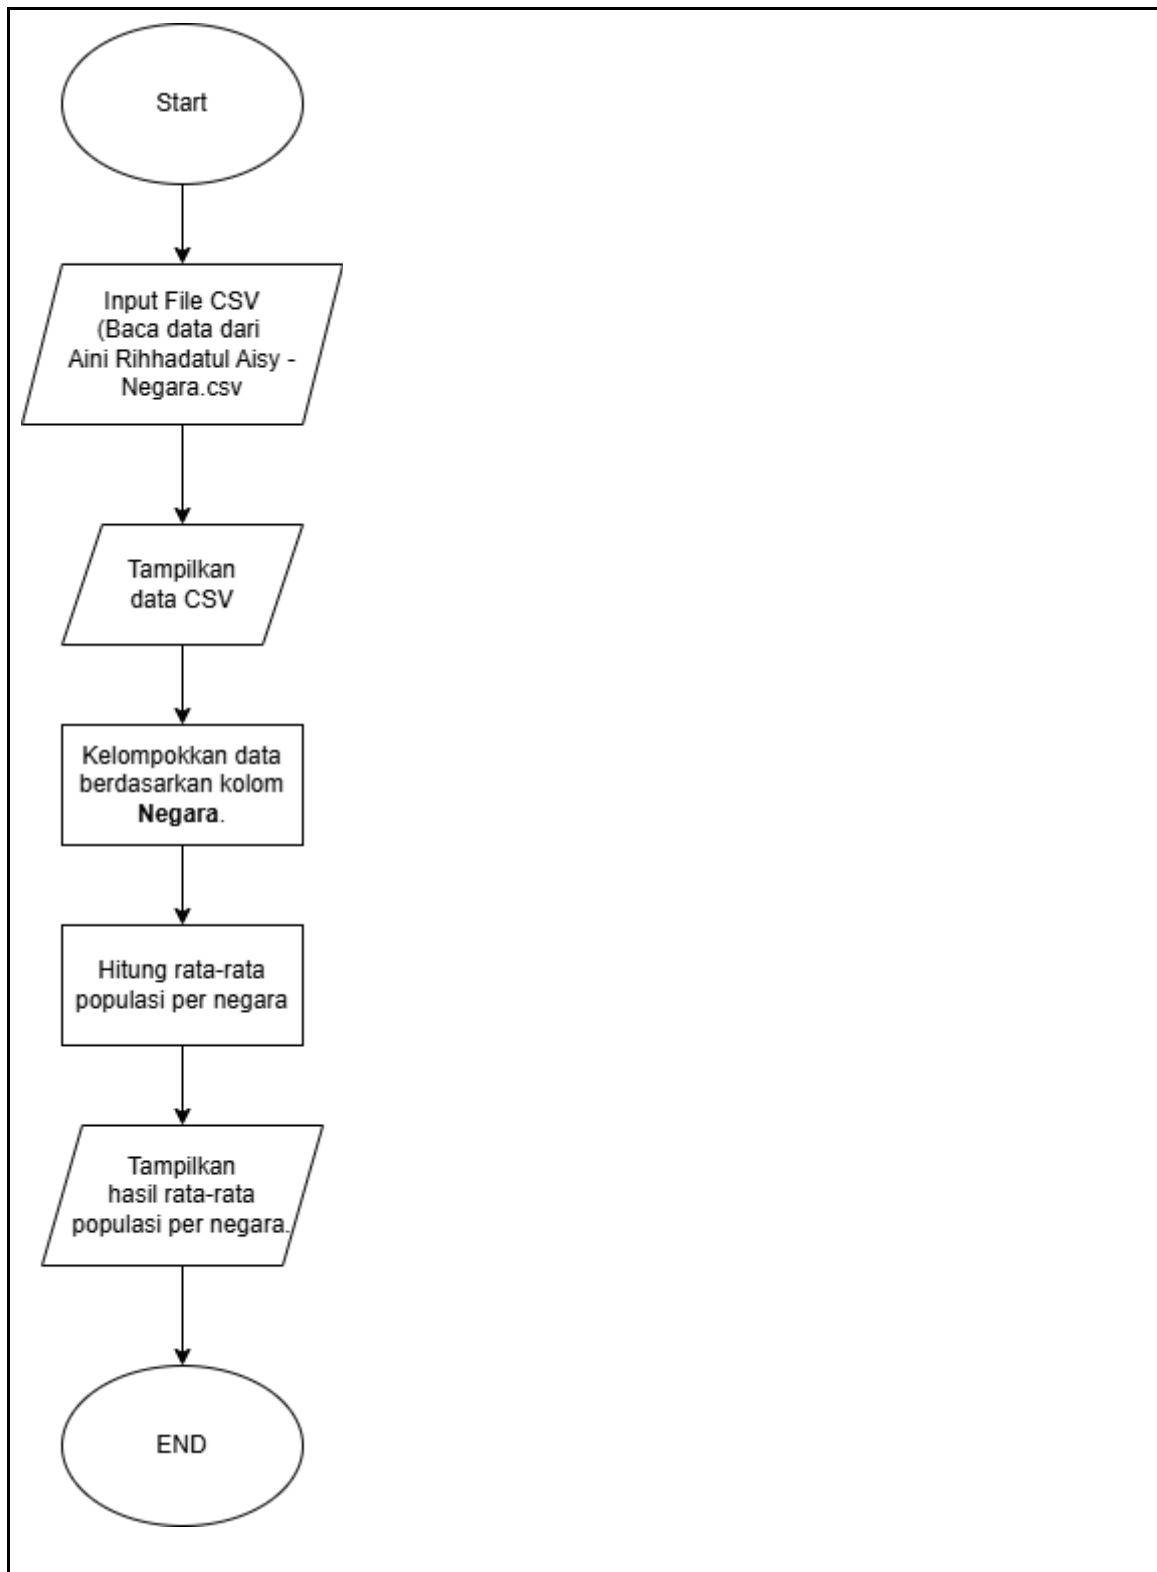 Start
Input File CSV
(Baca data dari
Aini Rihhadatul Aisy -
Negara.csv
Tampilkan
data CSV
Kelompokkan data
berdasarkan kolom
Negara.
Hitung rata-rata
populasi per negara
Tampilkan
hasil rata-rata
populasi per negara.
END